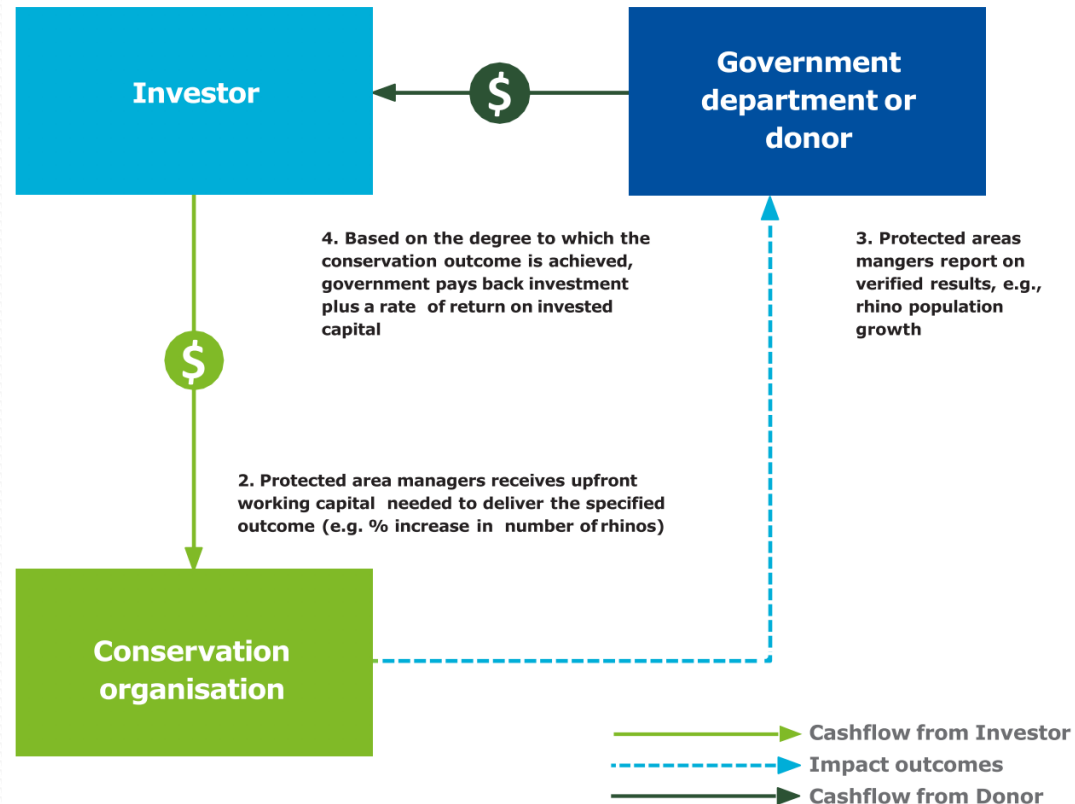 Investor
$
Government
department or
donor
4. Based on the degree to which the
conservation outcome is achieved,
government pays back investment
plus a rate of return on invested
capital
3. Protected areas
mangers report on
verified results, e.g.,
rhino population
growth
$
2. Protected area managers receives upfront
working capital needed to deliver the specified
outcome (e.g. % increase in number of rhinos)
Conservation
organisation
Cashflow from Investor
Impact outcomes
Cashflow from Donor